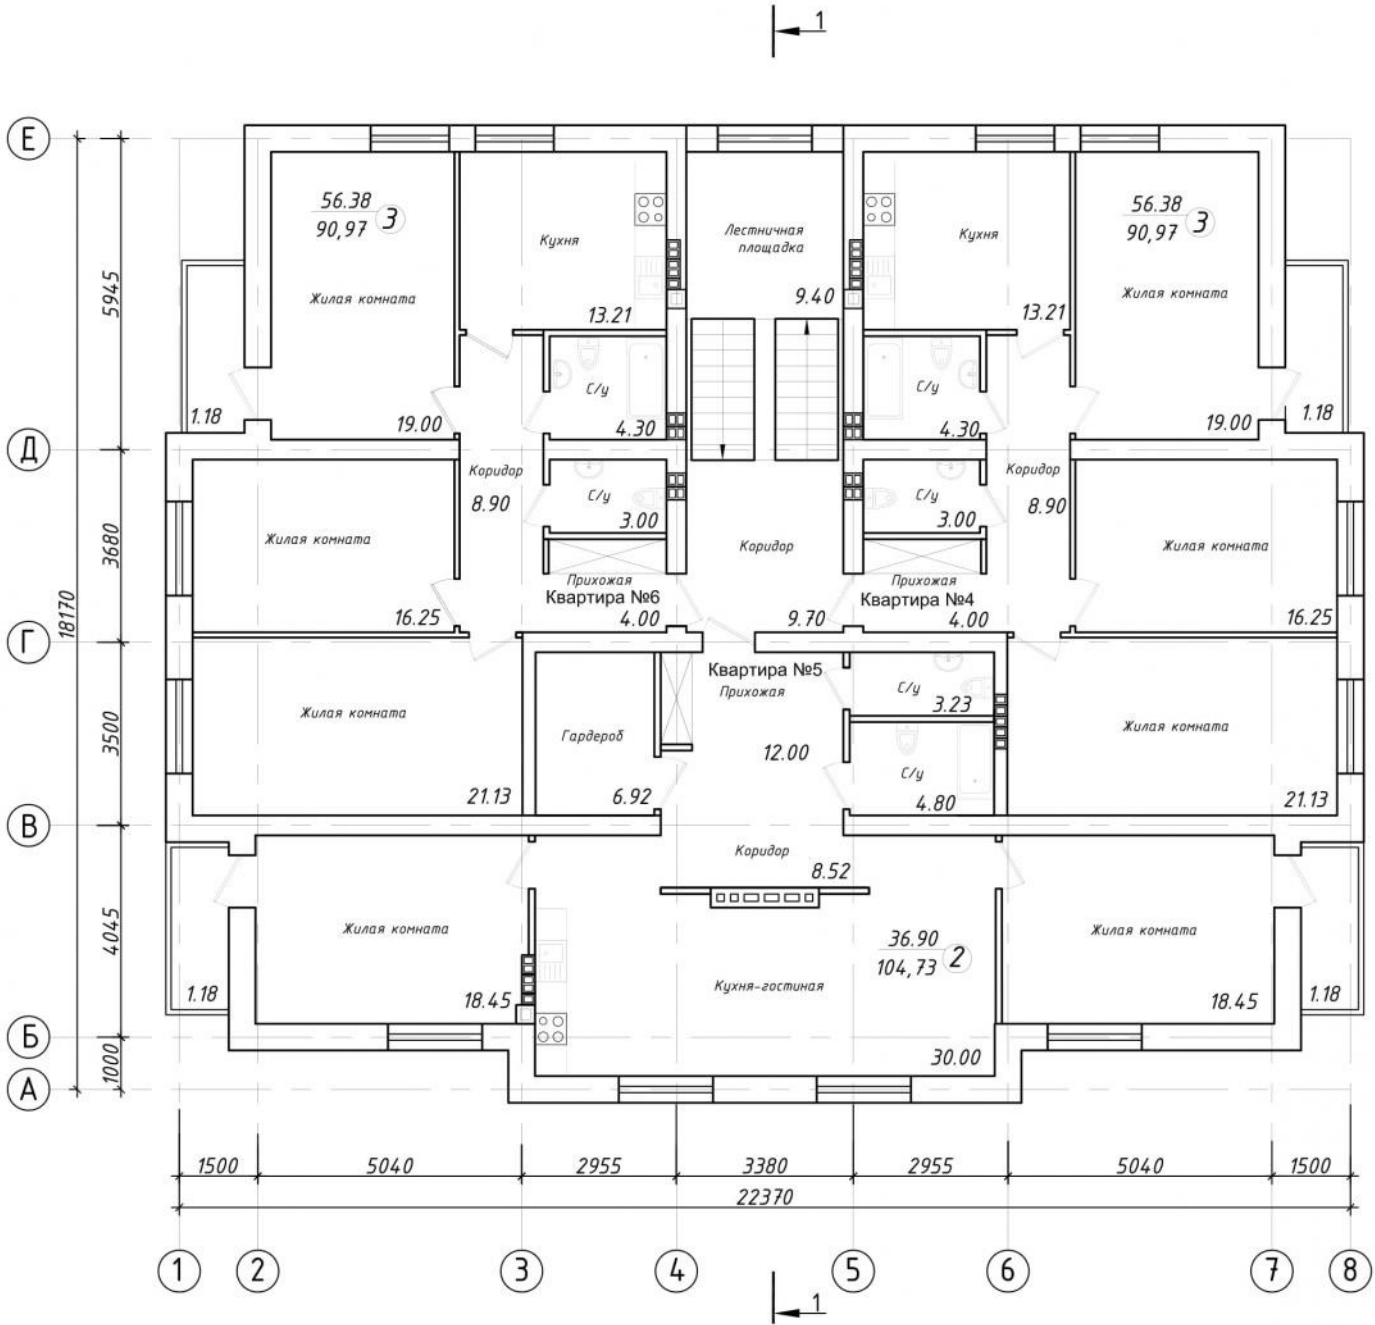 1
Е
56.38
90,97
3
Кухня
Лестничная
площадка
Кухня
56.38
90,97
3
5945
Жилая комната
13.21
9.40
13.21
Жилая комната
С/у
С/у
1.18
19.00
4.30
4.30
19.00
1.18
Д
Коридор
8.90
С/у
3.00
С/у
3.00
Коридор
8.90
3680
Жилая комната
Коридор
Жилая комната
18170
Прихожая
Квартира №6
Прихожая
Квартира №4
16.25
4.00
9.70
4.00
16.25
Г
Квартира №5
Прихожая
С/у
3.23
3500
Жилая комната
Гардероб
12.00
Жилая комната
С/у
21.13
6.92
4.80
21.13
В
Коридор
8.52
4045
Жилая комната
36.90
104,73
2
Жилая комната
Кухня-гостиная
1.18
18.45
18.45
1.18
Б
30.00
1000
А
1500
5040
2955
3380
2955
5040
1500
22370
1
2
3
4
5
6
7
8
1